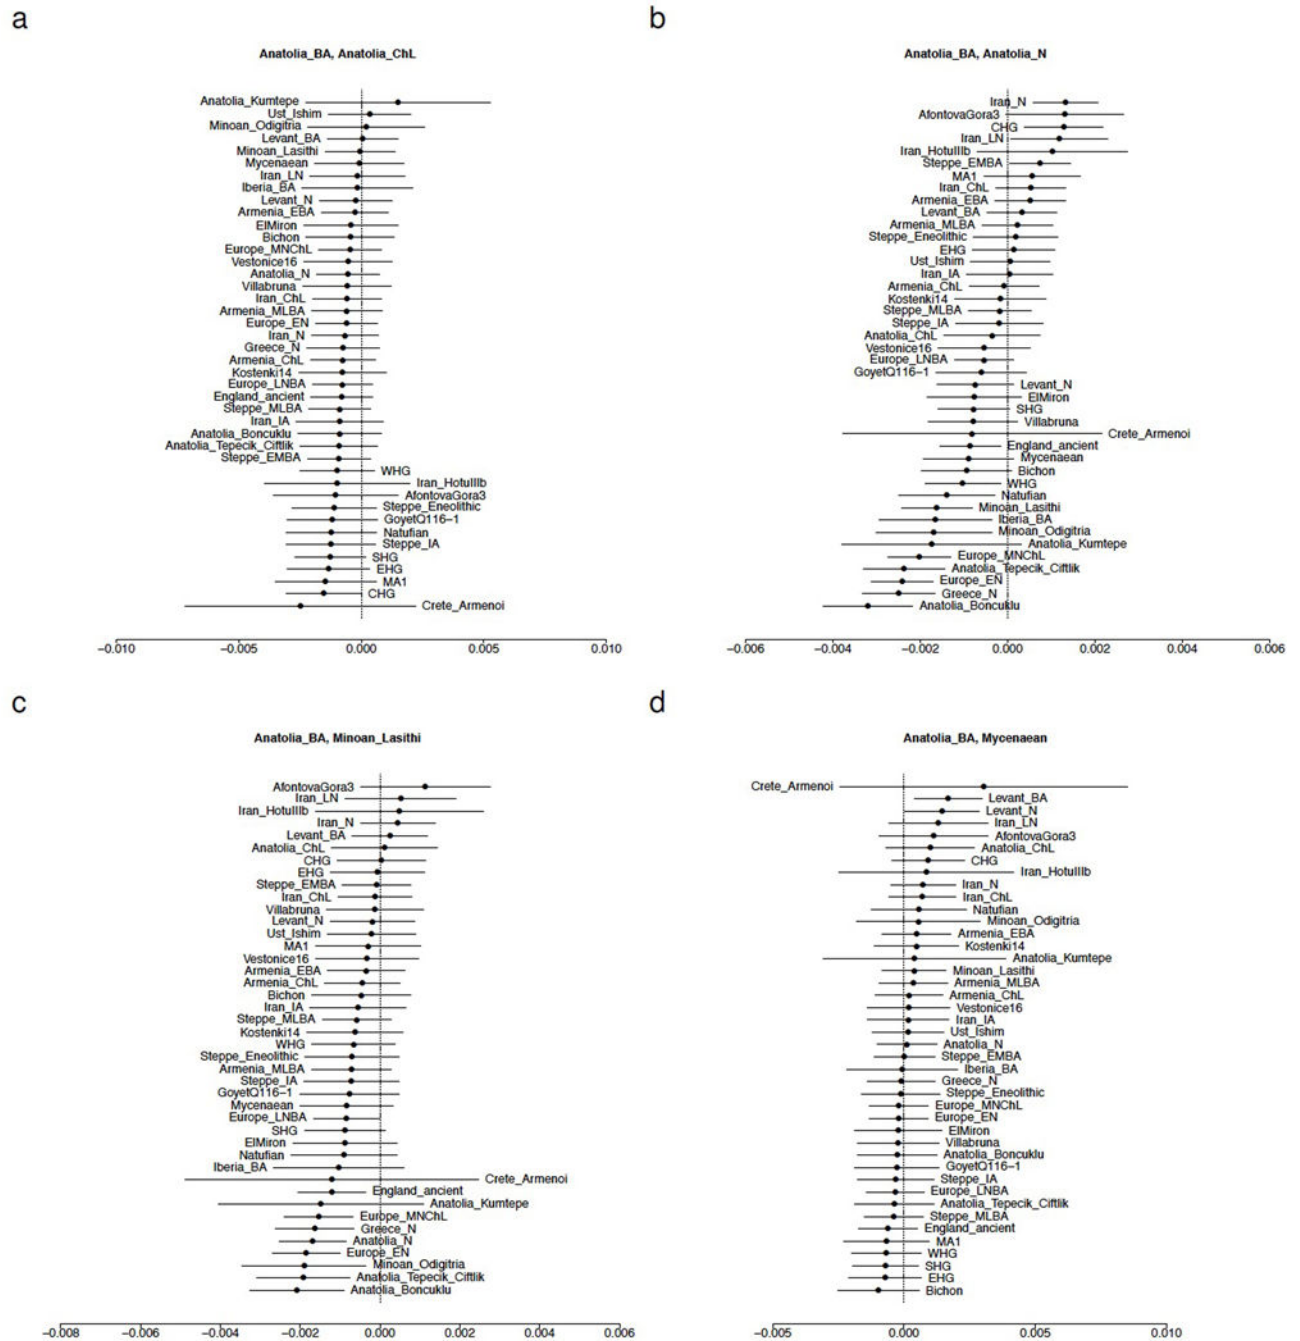 a
Anatolia_BA, Anatolia_ChL
Anatolia_Kumtepe
Ust_Ishim
Minoan_Odigitria
Levant_BA
Minoan_Lasithi
Mycenaean
Iran_LN
Iberia_BA
Levant_N
Armenia_EBA
ElMiron
Bichon
Europe_MNChL
Vestonice16
Anatolia_N
Villabruna
Iran_ChL
Armenia_MLBA
Europe_EN
Iran_N
Greece_N
Armenia_ChL
Kostenki14
Europe_LNBA
England_ancient
Steppe_MLBA
Iran_IA
Anatolia_Boncuklu
Anatolia_Tepecik_Ciftlik
Steppe_EMBA
WHG
Iran_HotuIIIb
AfontovaGora3
Steppe_Eneolithic
GoyetQ116−1
Natufian
Steppe_IA
SHG
EHG
MA1
CHG
Crete_Armenoi
−0.010 −0.005 0.000 0.005 0.010
b
Anatolia_BA, Anatolia_N
Iran_N
AfontovaGora3
CHG
Iran_LN
Iran_HotuIIIb
Steppe_EMBA
MA1
Iran_ChL
Armenia_EBA
Levant_BA
Armenia_MLBA
Steppe_Eneolithic
EHG
Ust_Ishim
Iran_IA
Armenia_ChL
Kostenki14
Steppe_MLBA
Steppe_IA
Anatolia_ChL
Vestonice16
Europe_LNBA
GoyetQ116−1
Levant_N
ElMiron
SHG
Villabruna
Crete_Armenoi
England_ancient
Mycenaean
Bichon
WHG
Natufian
Minoan_Lasithi
Iberia_BA
Minoan_Odigitria
Anatolia_Kumtepe
Europe_MNChL
Anatolia_Tepecik_Ciftlik
Europe_EN
Greece_N
Anatolia_Boncuklu
−0.006 −0.004 −0.002 0.000 0.002 0.004 0.006
c
Anatolia_BA, Minoan_Lasithi
AfontovaGora3
Iran_LN
Iran_HotuIIIb
Iran_N
Levant_BA
Anatolia_ChL
CHG
EHG
Steppe_EMBA
Iran_ChL
Villabruna
Levant_N
Ust_Ishim
MA1
Vestonice16
Armenia_EBA
Armenia_ChL
Bichon
Iran_IA
Steppe_MLBA
Kostenki14
WHG
Steppe_Eneolithic
Armenia_MLBA
Steppe_IA
GoyetQ116−1
Mycenaean
Europe_LNBA
SHG
ElMiron
Natufian
Iberia_BA
Crete_Armenoi
England_ancient
Anatolia_Kumtepe
Europe_MNChL
Greece_N
Anatolia_N
Europe_EN
Minoan_Odigitria
Anatolia_Tepecik_Ciftlik
Anatolia_Boncuklu
−0.008 −0.006 −0.004 −0.002 0.000 0.002 0.004 0.006
d
Anatolia_BA, Mycenaean
Crete_Armenoi
Levant_BA
Levant_N
Iran_LN
AfontovaGora3
Anatolia_ChL
CHG
Iran_HotuIIIb
Iran_N
Iran_ChL
Natufian
Minoan_Odigitria
Armenia_EBA
Kostenki14
Anatolia_Kumtepe
Minoan_Lasithi
Armenia_MLBA
Armenia_ChL
Vestonice16
Iran_IA
Ust_Ishim
Anatolia_N
Steppe_EMBA
Iberia_BA
Greece_N
Steppe_Eneolithic
Europe_MNChL
Europe_EN
ElMiron
Villabruna
Anatolia_Boncuklu
GoyetQ116−1
Steppe_IA
Europe_LNBA
Anatolia_Tepecik_Ciftlik
Steppe_MLBA
England_ancient
MA1
WHG
SHG
EHG
Bichon
−0.005 0.000 0.005 0.010